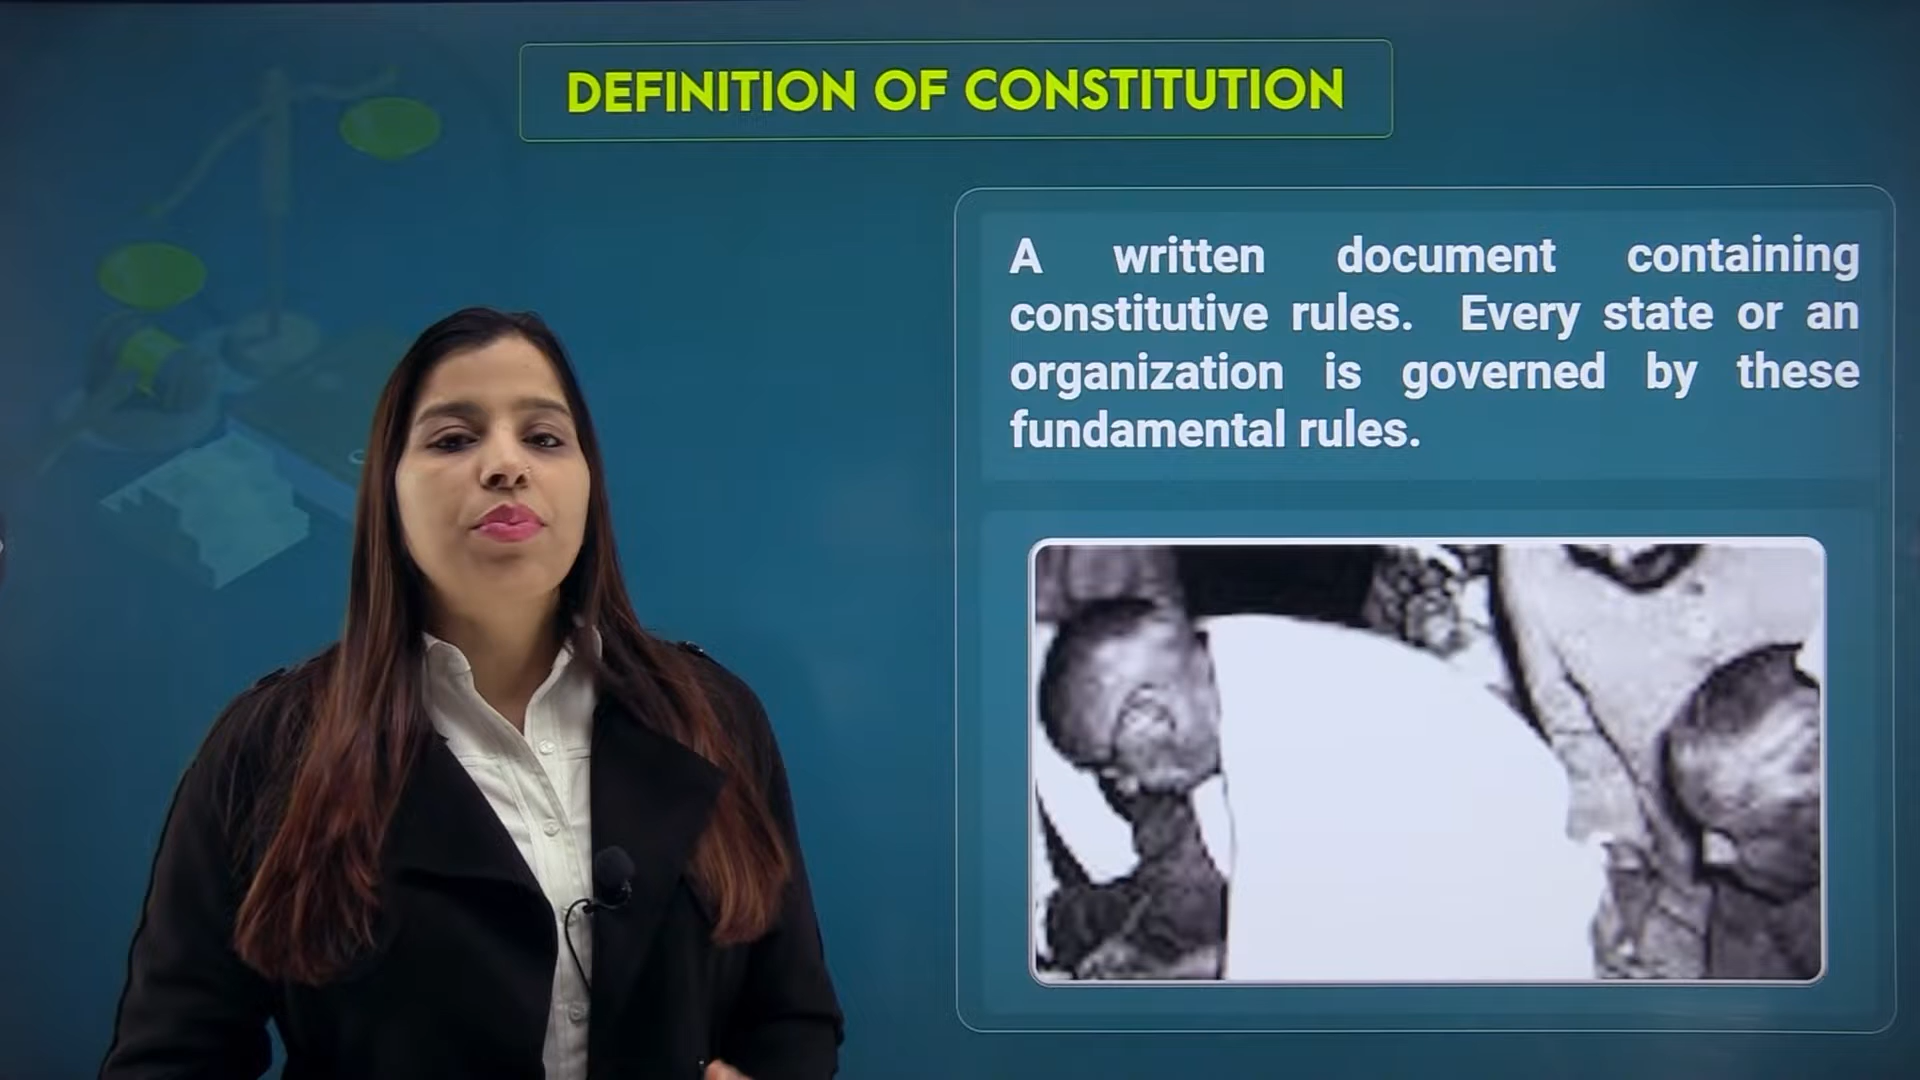 DEFINITION OF CONSTITUTION
A written document containing
constitutive rules. Every state or an
organization is governed by these
fundamental rules.